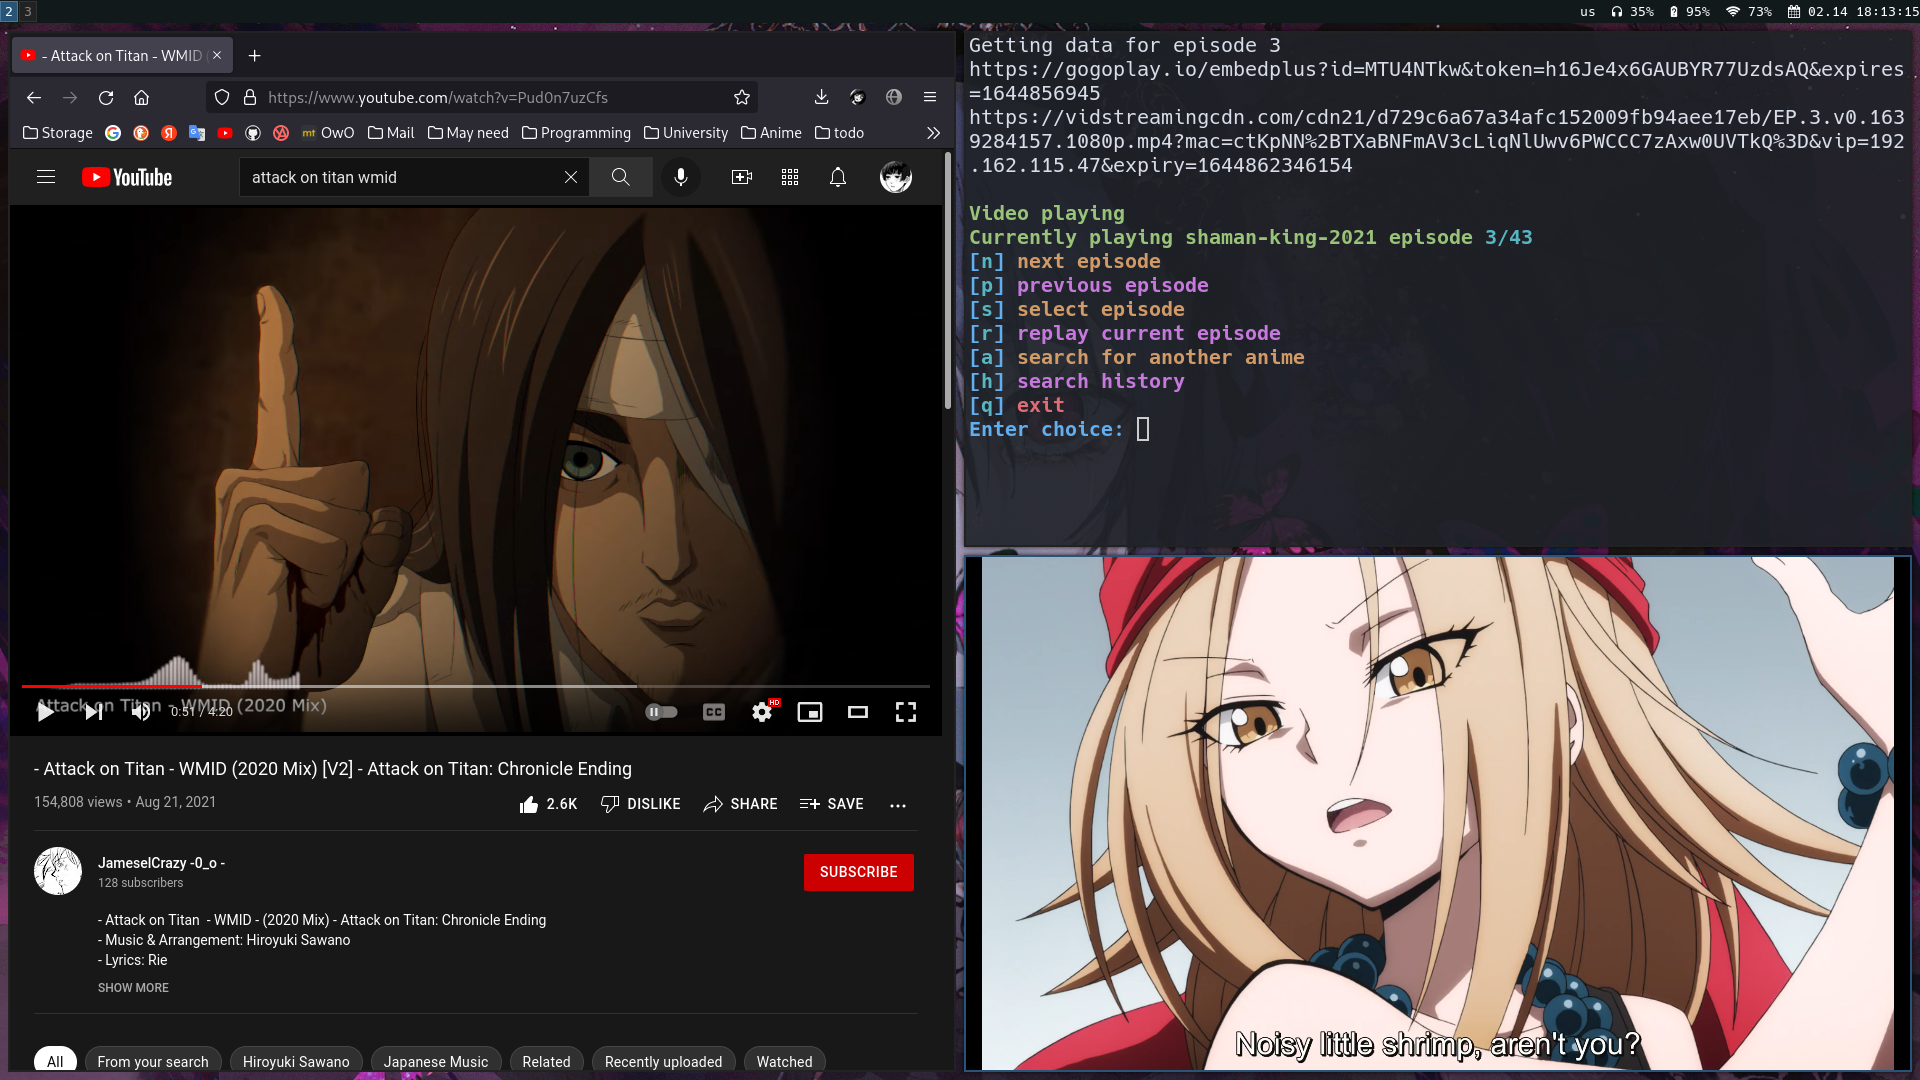 2 3
us 35% 95% 73% 02.14 18:13:15
- Attack on Titan - WMID (
https://www.youtube.com/watch?v=Pud0n7uzCfs
Storage OwO Mail May need Programming University Anime todo
YouTube
attack on titan wmid
Attack on Titan - WMID (2020 Mix)
0:51 / 4:20
CC HD
- Attack on Titan - WMID (2020 Mix) [V2] - Attack on Titan: Chronicle Ending
154,808 views • Aug 21, 2021
2.6K DISLIKE SHARE SAVE
JameselCrazy -0_o -
128 subscribers
SUBSCRIBE
- Attack on Titan  - WMID - (2020 Mix) - Attack on Titan: Chronicle Ending
- Music & Arrangement: Hiroyuki Sawano
- Lyrics: Rie
SHOW MORE
All From your search Hiroyuki Sawano Japanese Music Related Recently uploaded Watched
Getting data for episode 3
https://gogoplay.io/embedplus?id=MTU4NTkw&token=h16Je4x6GAUBYR77UzdsAQ&expires
=1644856945
https://vidstreamingcdn.com/cdn21/d729c6a67a34afc152009fb94aee17eb/EP.3.v0.163
9284157.1080p.mp4?mac=ctKpNN%2BTXaBNFmAV3cLiqNlUwv6PWCCC7zAxw0UVTkQ%3D&vip=192
.162.115.47&expiry=1644862346154
Video playing
Currently playing shaman-king-2021 episode 3/43
[n] next episode
[p] previous episode
[s] select episode
[r] replay current episode
[a] search for another anime
[h] search history
[q] exit
Enter choice:
Noisy little shrimp, aren't you?